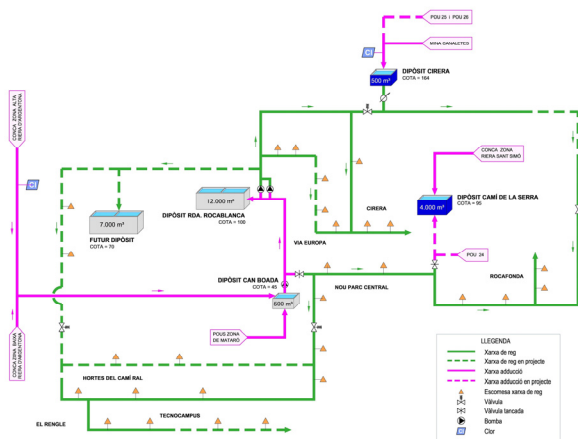 POU 25 i POU 26
MINA CANALETES
Cl
DIPÒSIT CIRERA
COTA = 164
500 m³
CONCA ZONA ALTA
RIERA D'ARGENTONA
Cl
CONCA ZONA
RIERA SANT SIMÓ
12.000 m³
DIPÒSIT RDA. ROCABLANCA
COTA = 106
CIRERA
4.000 m³
DIPÒSIT CAMÍ DE LA SERRA
COTA = 95
7.000 m³
FUTUR DIPÒSIT
COTA = 70
VIA EUROPA
POU 24
DIPÒSIT CAN BOADA
COTA = 45
600 m³
NOU PARC CENTRAL
ROCAFONDA
CONCA ZONA BAIXA
RIERA D'ARGENTONA
POUS ZONA
DE MATARÓ
HORTES DEL CAMÍ RAL
TECNOCAMPUS
EL RENGLE
LLEGENDA
Xarxa de reg
Xarxa de reg en projecte
Xarxa adducció
Xarxa adducció en projecte
Escomesa xarxa de reg
Vàlvula
Vàlvula tancada
Bomba
Cl
Clor